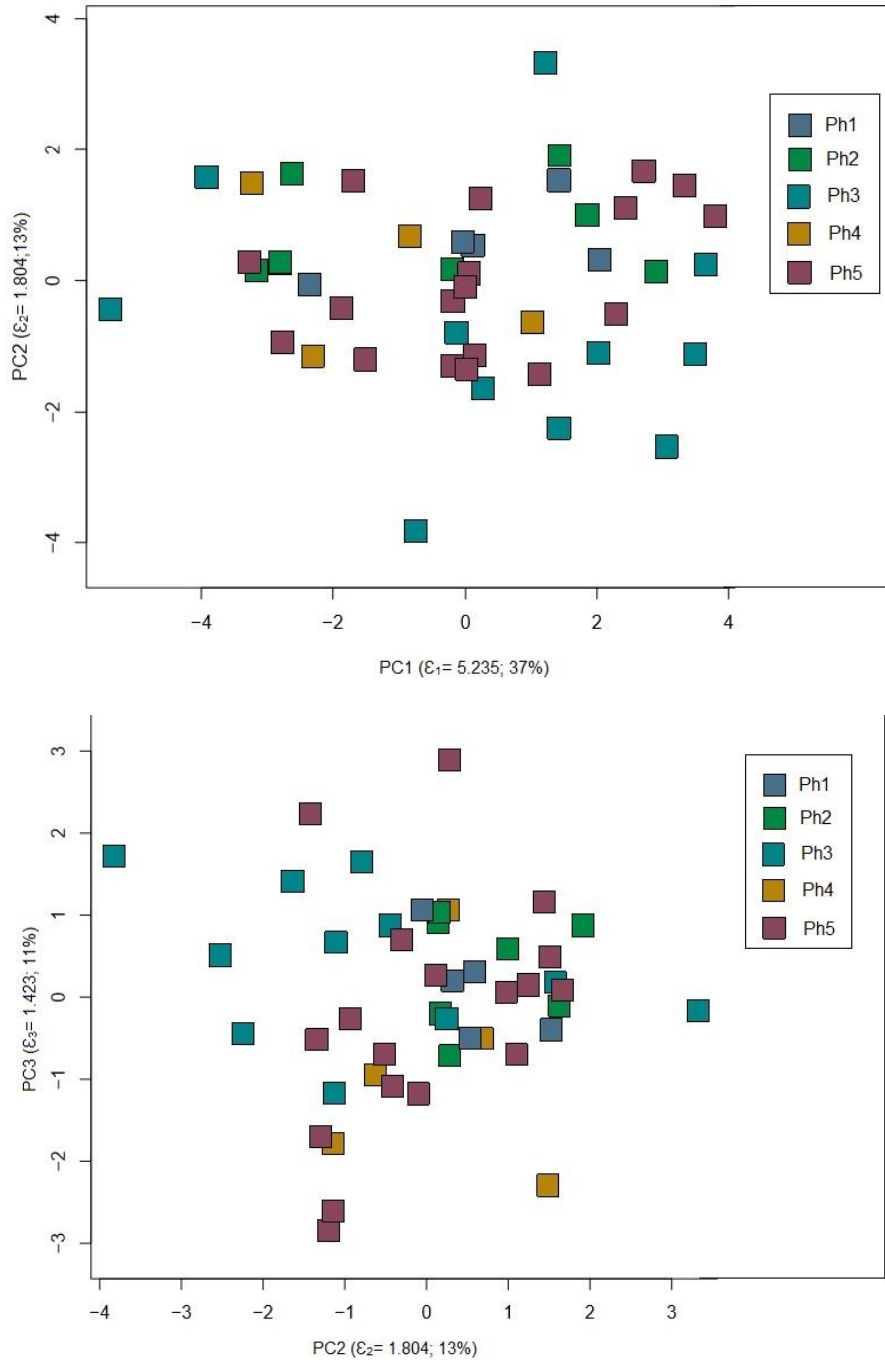 4
2
0
−2
−4
PC2 (Ɛ₂= 1.804;13%)
Ph1
Ph2
Ph3
Ph4
Ph5
−4 −2 0 2 4
PC1 (Ɛ₁= 5.235; 37%)
3
2
1
0
−1
−2
−3
PC3 (Ɛ₃= 1.423; 11%)
Ph1
Ph2
Ph3
Ph4
Ph5
−4 −3 −2 −1 0 1 2 3
PC2 (Ɛ₂= 1.804; 13%)